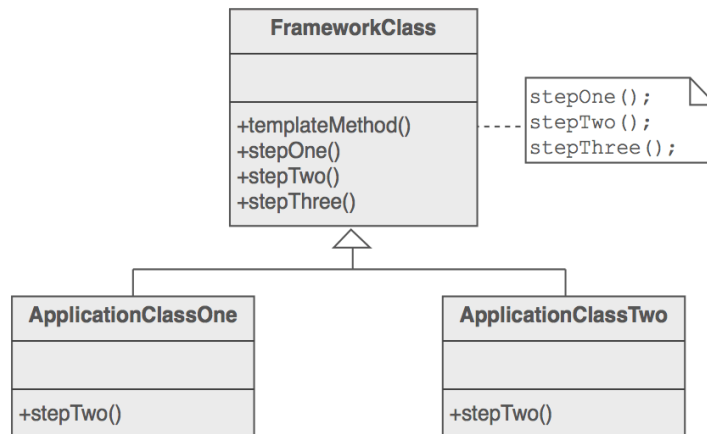 FrameworkClass
+templateMethod()
+stepOne()
+stepTwo()
+stepThree()
stepOne();
stepTwo();
stepThree();
ApplicationClassOne
+stepTwo()
ApplicationClassTwo
+stepTwo()